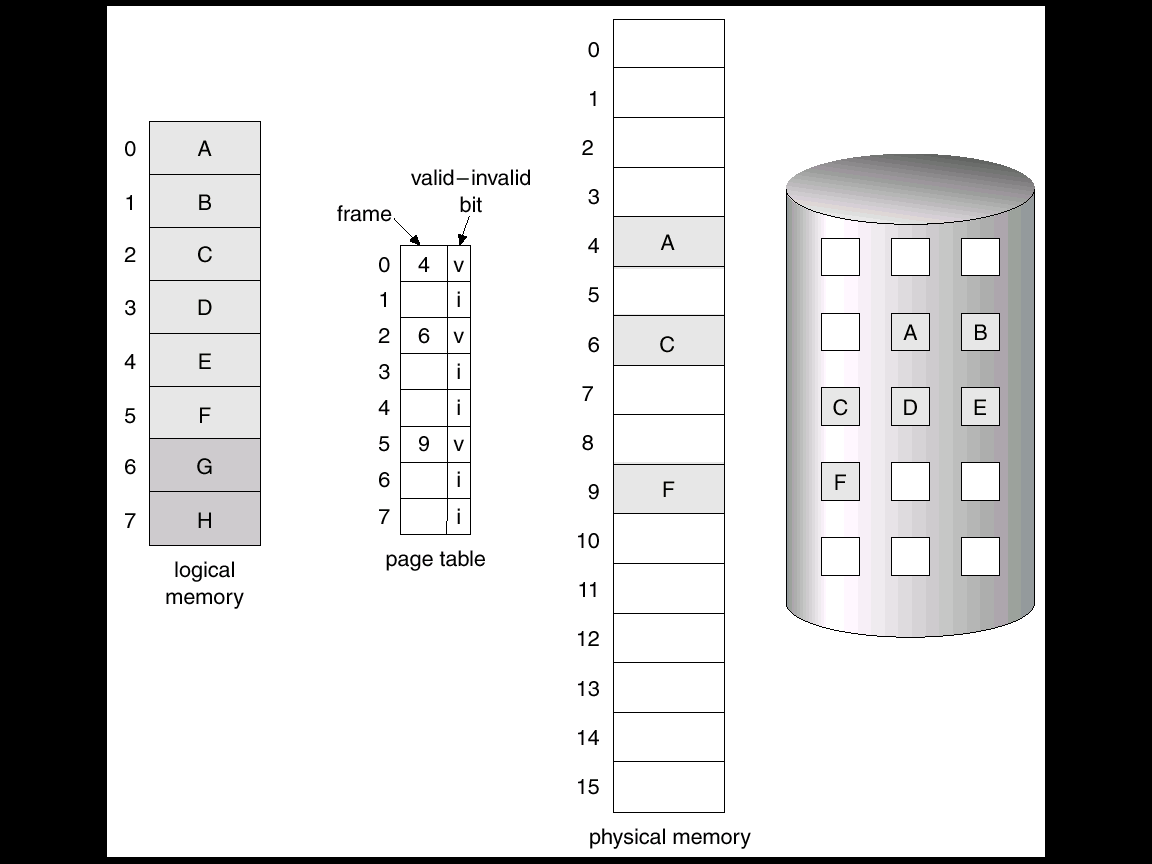 0 A
1 B
2 C
3 D
4 E
5 F
6 G
7 H
logical
memory
valid–invalid
bit
frame
0 4 v
1 i
2 6 v
3 i
4 i
5 9 v
6 i
7 i
page table
0
1
2
3
4 A
5
6 C
7
8
9 F
10
11
12
13
14
15
physical memory
A B
C D E
F